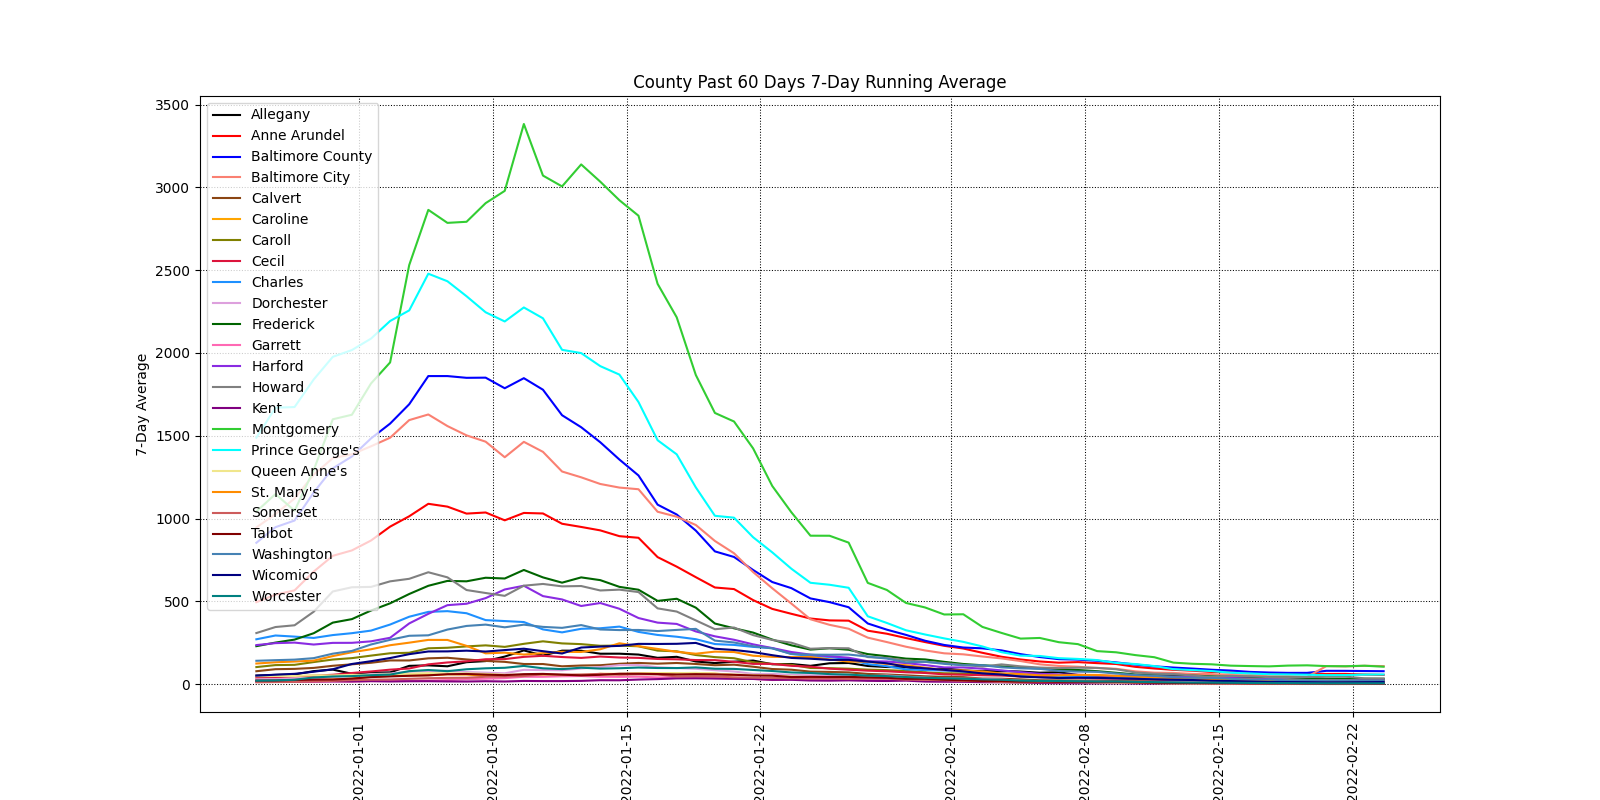 County Past 60 Days 7-Day Running Average
7-Day Average
3500
3000
2500
2000
1500
1000
500
0
Allegany
Anne Arundel
Baltimore County
Baltimore City
Calvert
Caroline
Caroll
Cecil
Charles
Dorchester
Frederick
Garrett
Harford
Howard
Kent
Montgomery
Prince George's
Queen Anne's
St. Mary's
Somerset
Talbot
Washington
Wicomico
Worcester
2022-01-01
2022-01-08
2022-01-15
2022-01-22
2022-02-01
2022-02-08
2022-02-15
2022-02-22